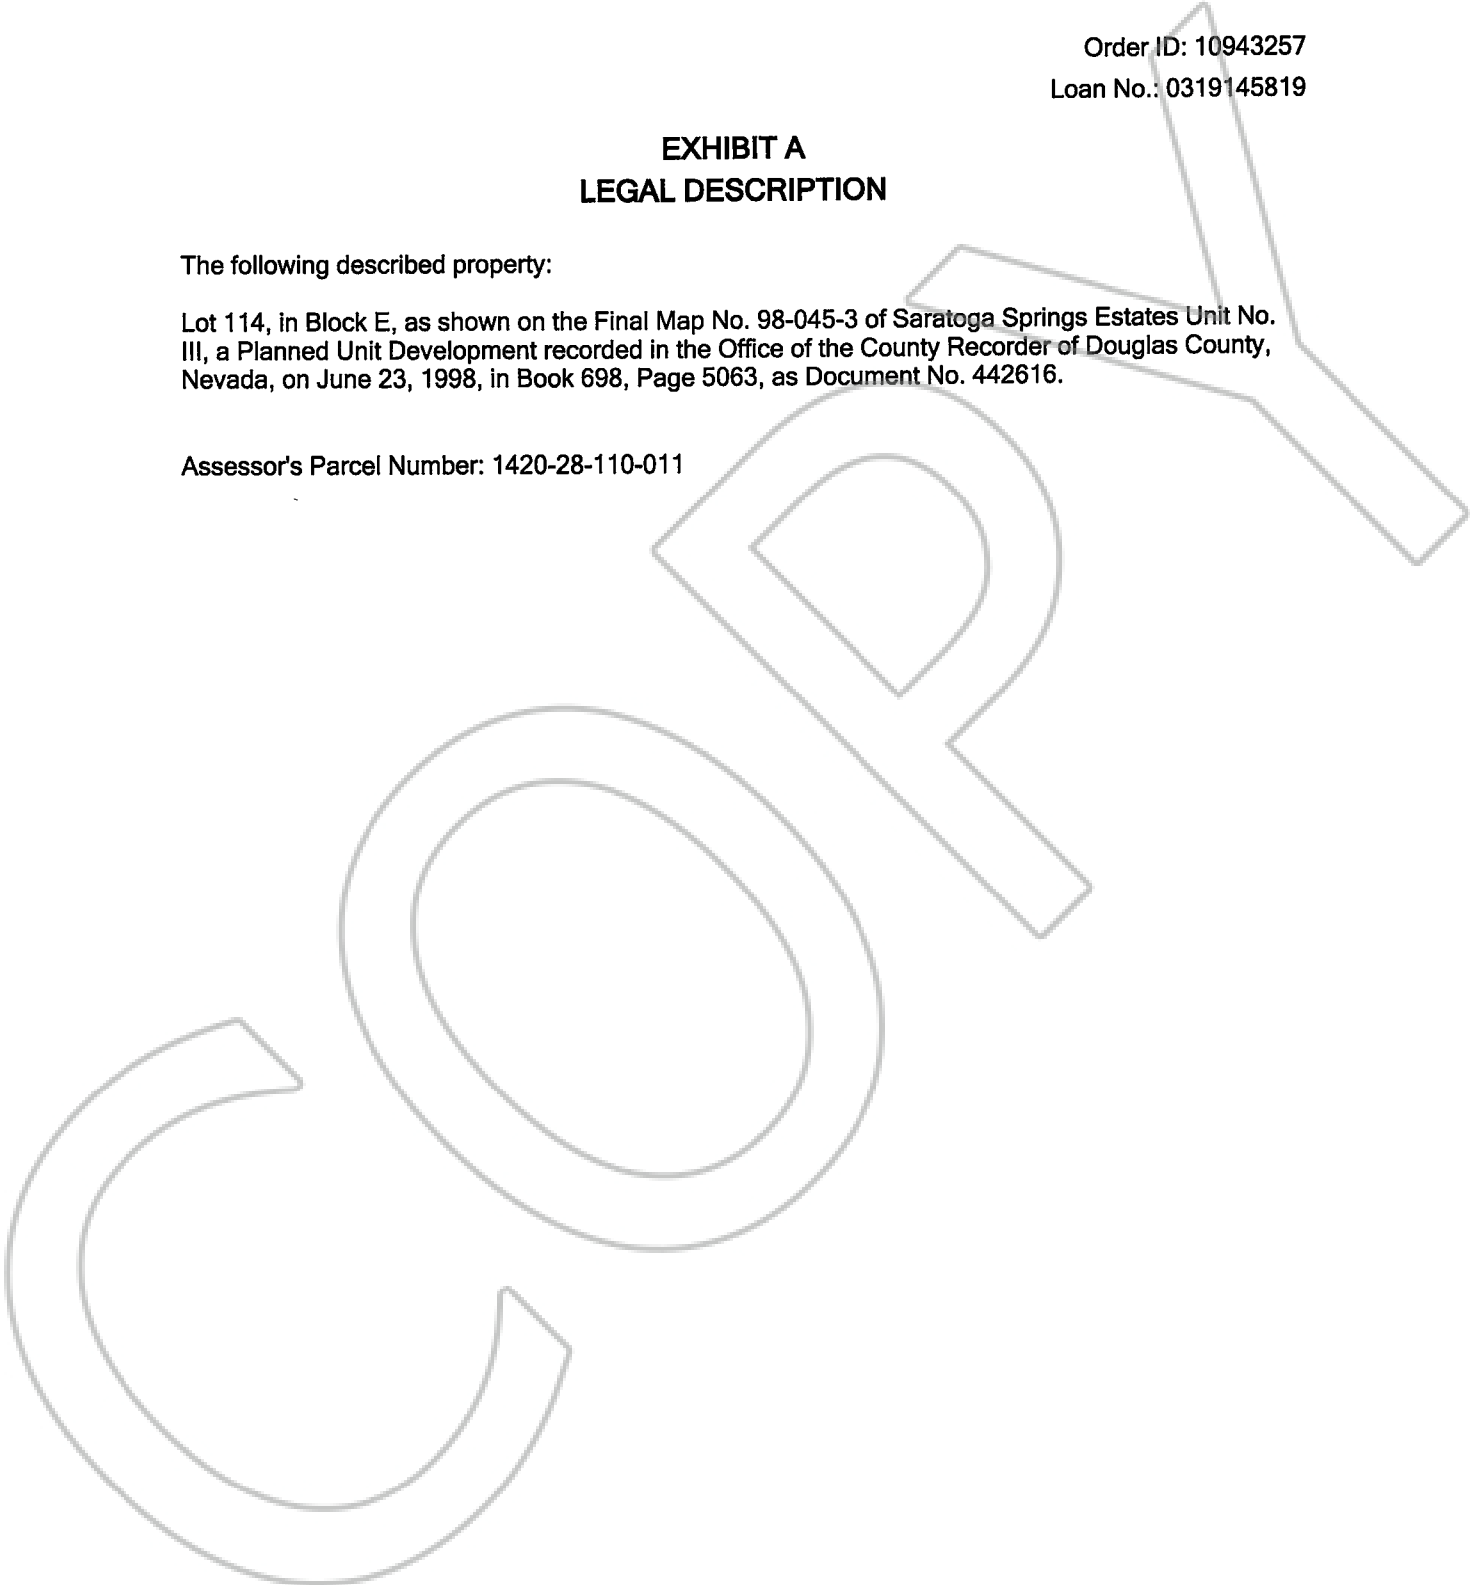 Order ID: 10943257
Loan No.: 0319145819
EXHIBIT A
LEGAL DESCRIPTION
The following described property:
Lot 114, in Block E, as shown on the Final Map No. 98-045-3 of Saratoga Springs Estates Unit No.
III, a Planned Unit Development recorded in the Office of the County Recorder of Douglas County,
Nevada, on June 23, 1998, in Book 698, Page 5063, as Document No. 442616.
Assessor's Parcel Number: 1420-28-110-011
COPY